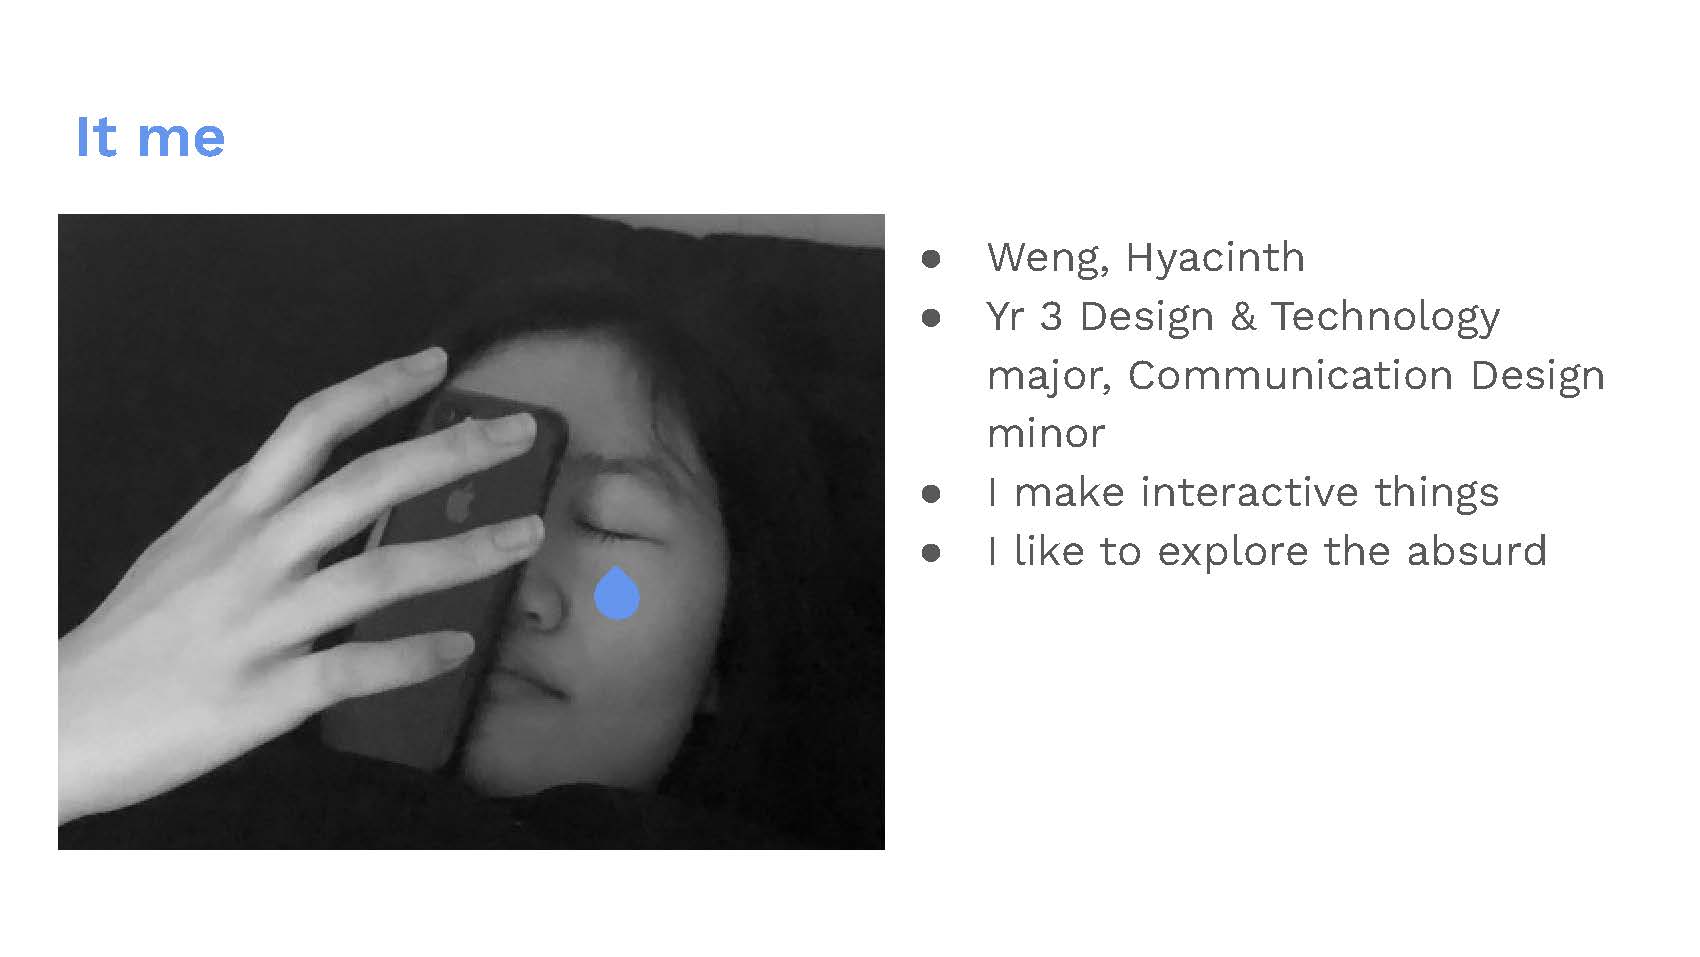 It me
● Weng, Hyacinth
● Yr 3 Design & Technology
major, Communication Design
minor
● I make interactive things
● I like to explore the absurd